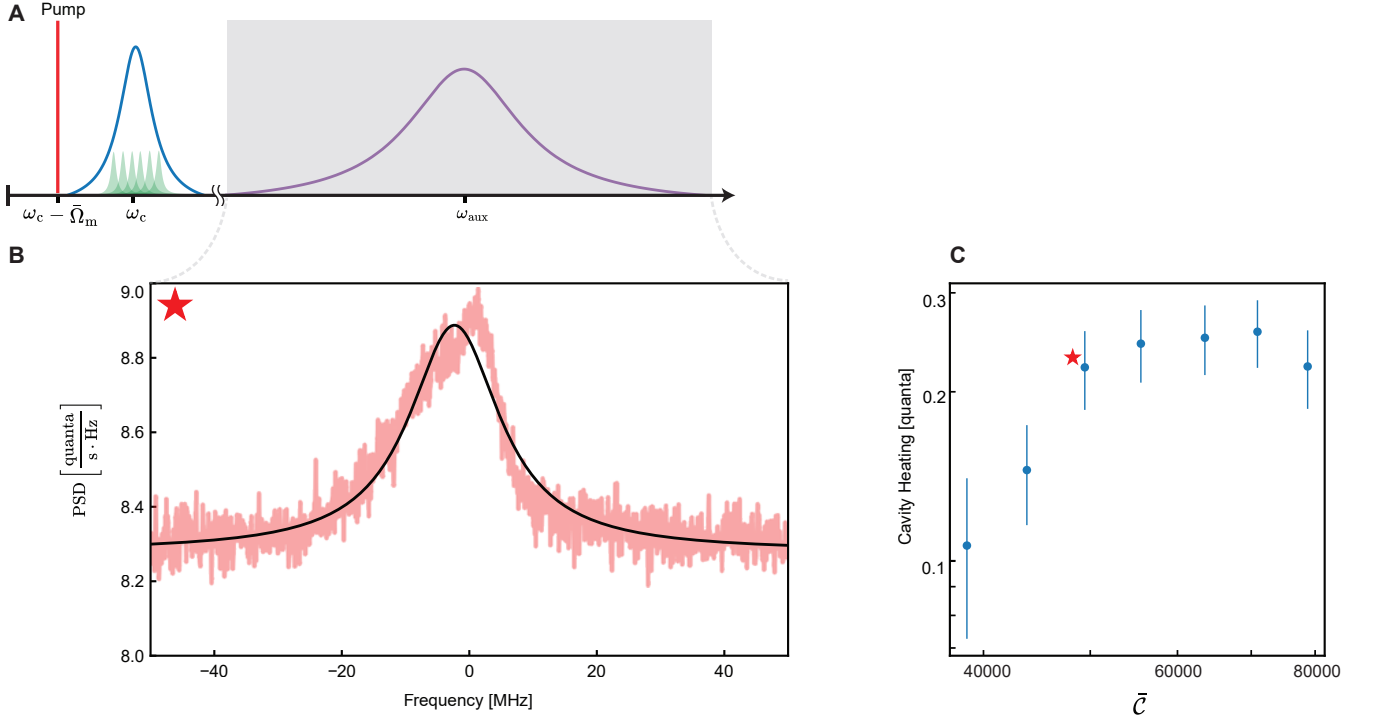 A
Pump
ω_c − Ω̄_m
ω_c
ω_aux
B
C
9.0
8.8
8.6
8.4
8.2
8.0
PSD [quanta / s · Hz]
−40
−20
0
20
40
Frequency [MHz]
0.3
0.2
0.1
Cavity Heating [quanta]
40000
60000
80000
𝒞̄